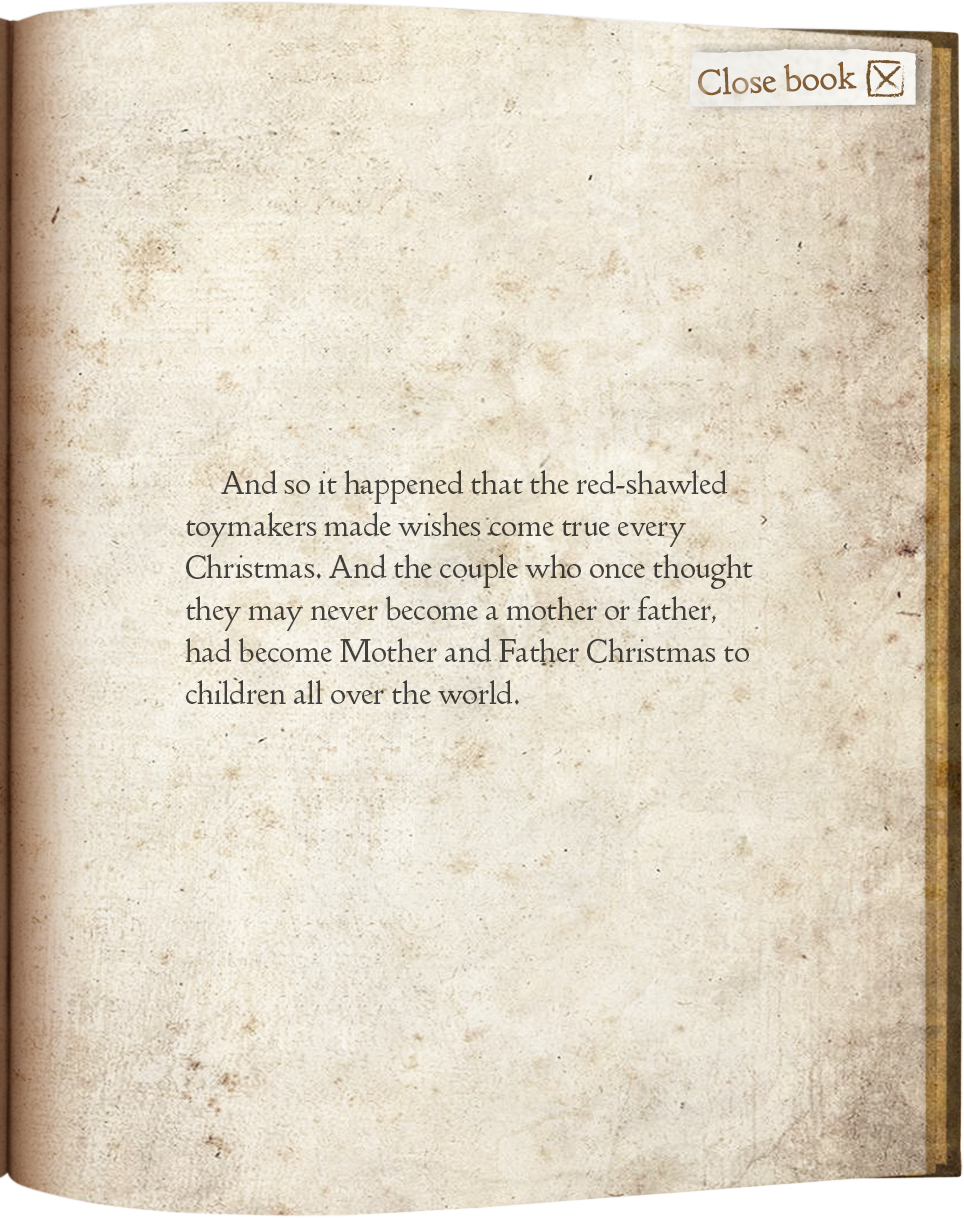 Close book
And so it happened that the red-shawled
toymakers made wishes come true every
Christmas. And the couple who once thought
they may never become a mother or father,
had become Mother and Father Christmas to
children all over the world.